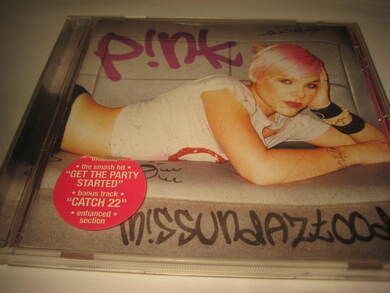 P!nk
the smash hit •
"GET THE PARTY
STARTED"
• bonus track •
"CATCH 22"
• enhanced
section
m!ssundaztood